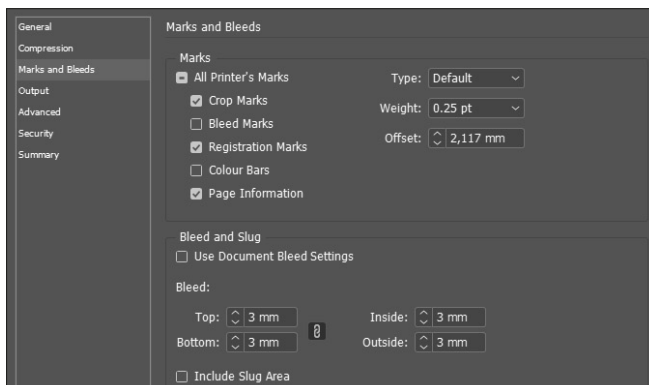 General
Compression
Marks and Bleeds
Output
Advanced
Security
Summary
Marks and Bleeds
Marks
All Printer's Marks
Crop Marks
Bleed Marks
Registration Marks
Colour Bars
Page Information
Type: Default
Weight: 0.25 pt
Offset: 2,117 mm
Bleed and Slug
Use Document Bleed Settings
Bleed:
Top: 3 mm Inside: 3 mm
Bottom: 3 mm Outside: 3 mm
Include Slug Area